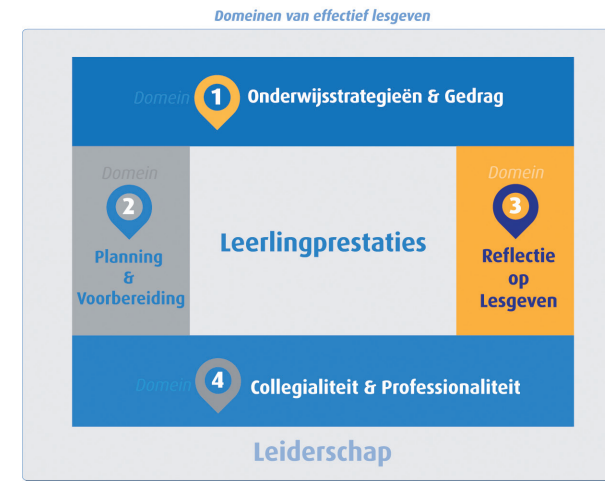 Domeinen van effectief lesgeven
Domein 1 Onderwijsstrategieën & Gedrag
Domein
2
Planning
&
Voorbereiding
Leerlingprestaties
Domein
3
Reflectie
op
Lesgeven
Domein 4 Collegialiteit & Professionaliteit
Leiderschap